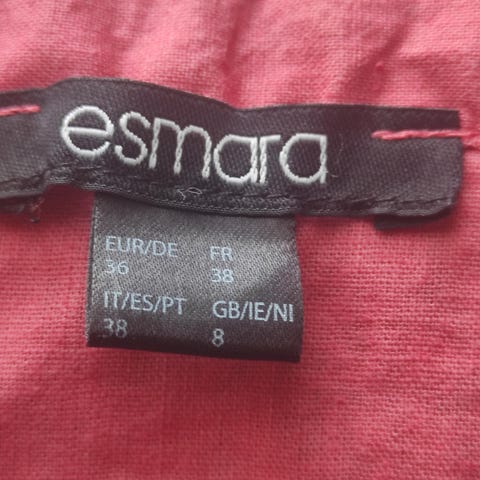 esmara
EUR/DE FR
36 38
IT/ES/PT GB/IE/NI
38 8